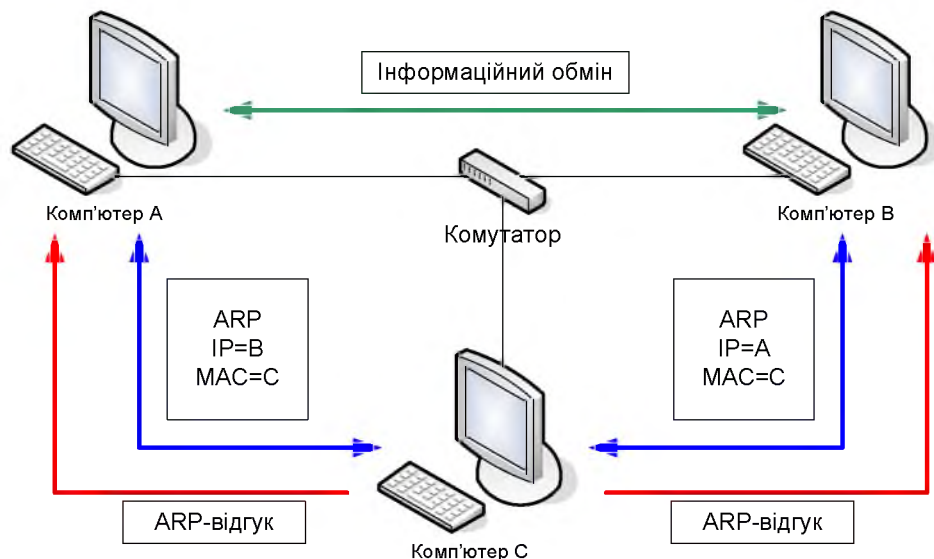 Інформаційний обмін
Комп'ютер А
Комп'ютер В
Комутатор
ARP
IP=B
MAC=C
ARP
IP=A
MAC=C
ARP-відгук
ARP-відгук
Комп'ютер С